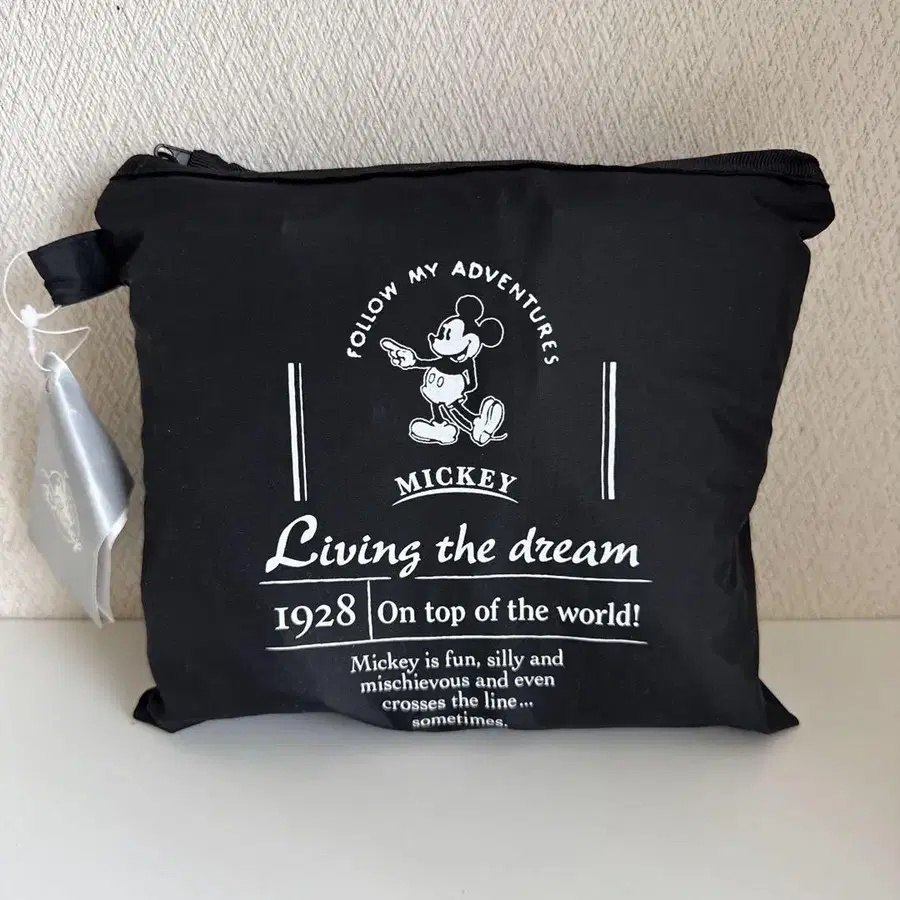 FOLLOW MY ADVENTURES
MICKEY
Living the dream
1928 On top of the world!
Mickey is fun, silly and
mischievous and even
crosses the line...
sometimes.